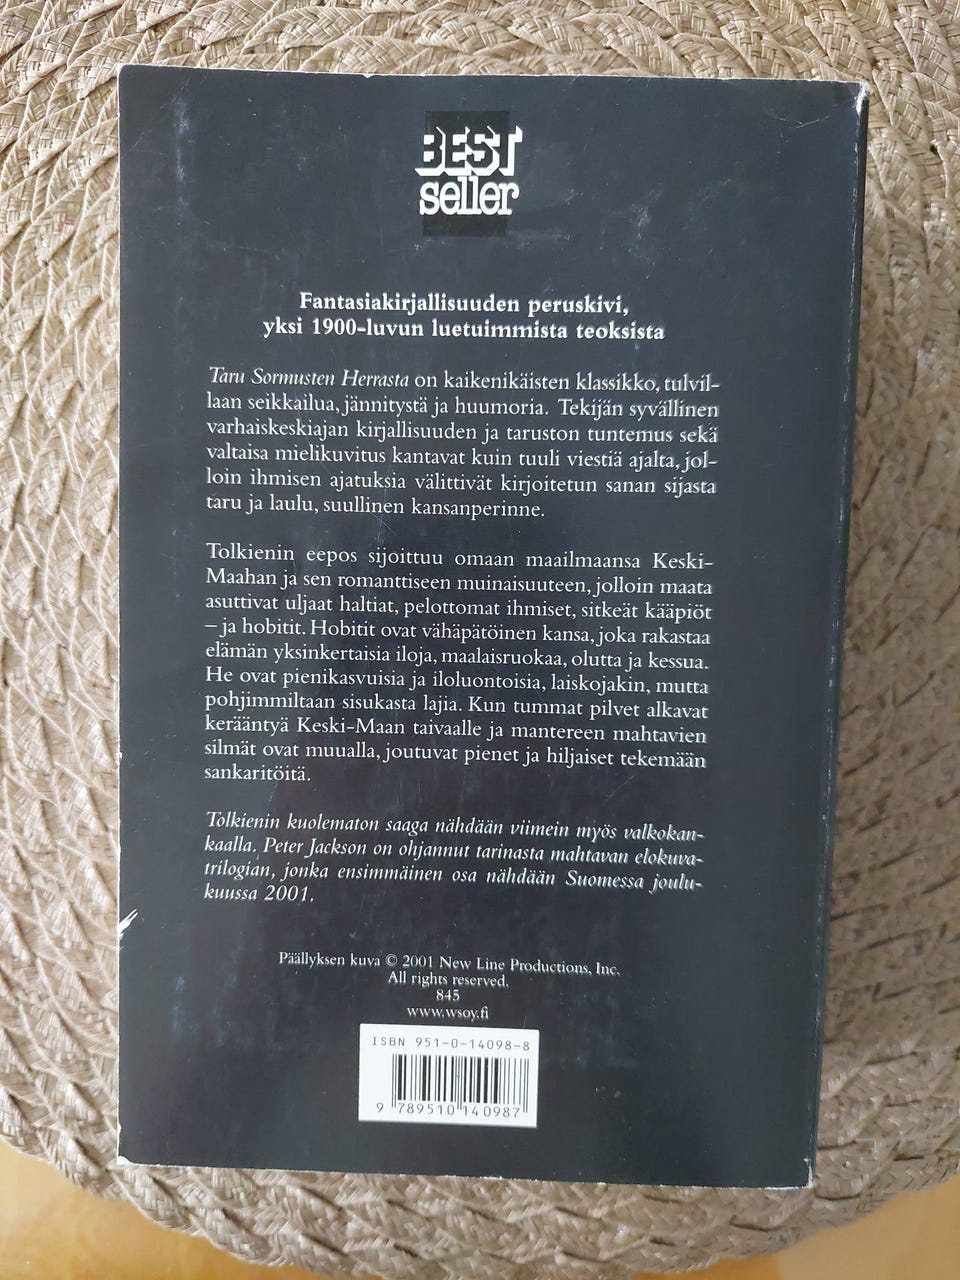 BEST
seller
Fantasiakirjallisuuden peruskivi,
yksi 1900-luvun luetuimmista teoksista
Taru Sormusten Herrasta on kaikenikäisten klassikko, tulvil-
laan seikkailua, jännitystä ja huumoria. Tekijän syvällinen
varhaiskeskiajan kirjallisuuden ja taruston tuntemus sekä
valtaisa mielikuvitus kantavat kuin tuuli viestiä ajalta, jol-
loin ihmisen ajatuksia välittivät kirjoitetun sanan sijasta
taru ja laulu, suullinen kansanperinne.
Tolkienin eepos sijoittuu omaan maailmaansa Keski-
Maahan ja sen romanttiseen muinaisuuteen, jolloin maata
asuttivat uljaat haltiat, pelottomat ihmiset, sitkeät kääpiöt
– ja hobitit. Hobitit ovat vähäpätöinen kansa, joka rakastaa
elämän yksinkertaisia iloja, maalaisruokaa, olutta ja kessua.
He ovat pienikasvuisia ja iloluontoisia, laiskojakin, mutta
pohjimmiltaan sisukasta lajia. Kun tummat pilvet alkavat
kerääntyä Keski-Maan taivaalle ja mantereen mahtavien
silmät ovat muualla, joutuvat pienet ja hiljaiset tekemään
sankaritöitä.
Tolkienin kuolematon saaga nähdään viimein myös valkokan-
kaalla. Peter Jackson on ohjannut tarinasta mahtavan elokuva-
trilogian, jonka ensimmäinen osa nähdään Suomessa joulu-
kuussa 2001.
Päällyksen kuva © 2001 New Line Productions, Inc.
All rights reserved.
845
www.wsoy.fi
ISBN 951-0-14098-8
9 789510 140987